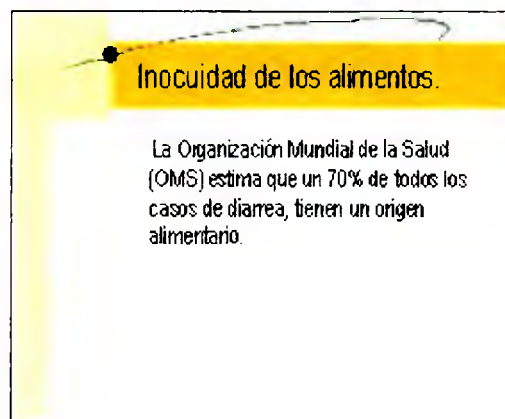 Inocuidad de los alimentos.
La Organización Mundial de la Salud
(OMS) estima que un 70% de todos los
casos de diarrea, tienen un origen
alimentario.